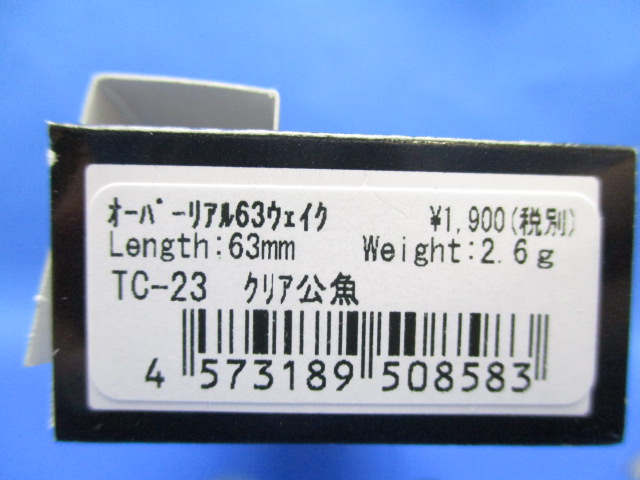 ｵｰﾊﾞｰﾘｱﾙ63ｳｪｲｸ ¥1,900(税別)
Length:63mm Weight:2.6g
TC-23 ｸﾘｱ公魚
4 573189 508583